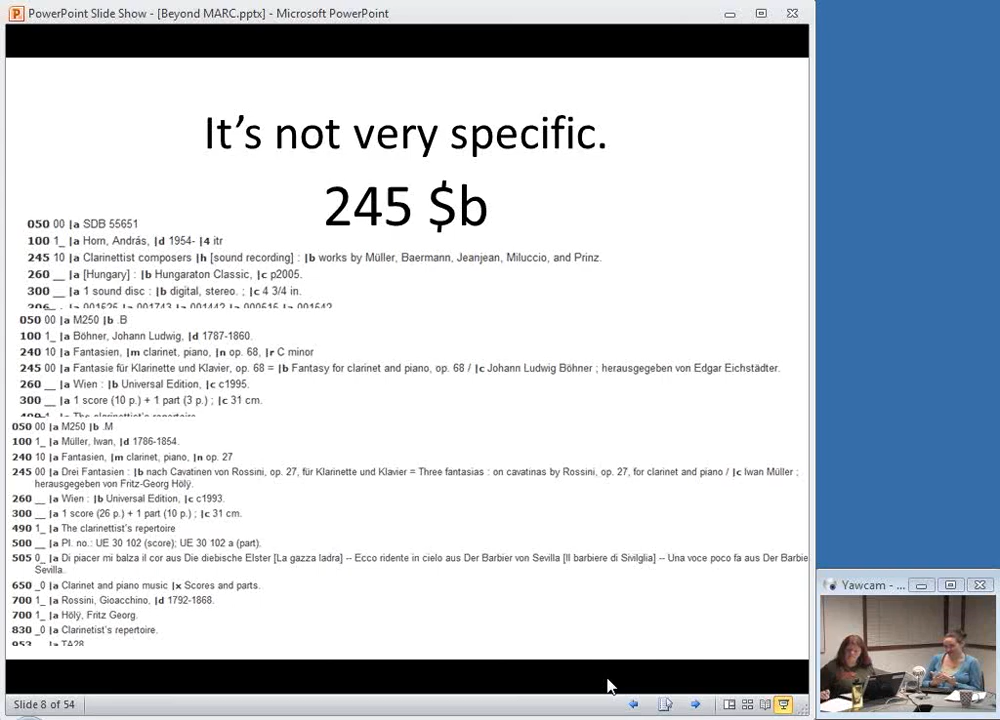 PowerPoint Slide Show - [Beyond MARC.pptx] - Microsoft PowerPoint
It's not very specific.
245 $b
050 00 |a SDB 55651
100 1_ |a Horn, András, |d 1954- |4 itr
245 10 |a Clarinettist composers |h [sound recording] : |b works by Müller, Baermann, Jeanjean, Miluccio, and Prinz.
260 __ |a [Hungary] : |b Hungaraton Classic, |c p2005.
300 __ |a 1 sound disc : |b digital, stereo. ; |c 4 3/4 in.
050 00 |a M250 |b .B
100 1_ |a Böhner, Johann Ludwig, |d 1787-1860.
240 10 |a Fantasien, |m clarinet, piano, |n op. 68, |r C minor
245 00 |a Fantasie für Klarinette und Klavier, op. 68 = |b Fantasy for clarinet and piano, op. 68 / |c Johann Ludwig Böhner ; herausgegeben von Edgar Eichstädter.
260 __ |a Wien : |b Universal Edition, |c c1995.
300 __ |a 1 score (10 p.) + 1 part (3 p.) ; |c 31 cm.
490 1_ |a The clarinettist's repertoire
050 00 |a M250 |b .M
100 1_ |a Müller, Iwan, |d 1786-1854.
240 10 |a Fantasien, |m clarinet, piano, |n op. 27
245 00 |a Drei Fantasien : |b nach Cavatinen von Rossini, op. 27, für Klarinette und Klavier = Three fantasias : on cavatinas by Rossini, op. 27, for clarinet and piano / |c Iwan Müller ;
herausgegeben von Fritz-Georg Hölÿ.
260 __ |a Wien : |b Universal Edition, |c c1993.
300 __ |a 1 score (26 p.) + 1 part (10 p.) ; |c 31 cm.
490 1_ |a The clarinettist's repertoire
500 __ |a Pl. no.: UE 30 102 (score); UE 30 102 a (part).
505 0_ |a Di piacer mi balza il cor aus Die diebische Elster [La gazza ladra] -- Ecco ridente in cielo aus Der Barbier von Sevilla [Il barbiere di Sivilglia] -- Una voce poco fa aus Der Barbie
Sevilla.
650 _0 |a Clarinet and piano music |x Scores and parts.
700 1_ |a Rossini, Gioacchino, |d 1792-1868.
700 1_ |a Hölÿ, Fritz Georg.
830 _0 |a Clarinetist's repertoire.
953 __ |a TA28
Slide 8 of 54
Yawcam - ...